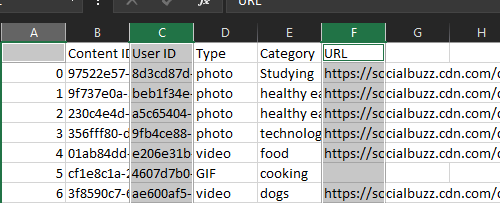 URL
A B C D E F G H
Content ID User ID Type Category URL
0 97522e57- 8d3cd87d- photo Studying https://socialbuzz.cdn.com/
1 9f737e0a- beb1f34e- photo healthy ea https://socialbuzz.cdn.com/
2 230c4e4d- a5c65404- photo healthy ea https://socialbuzz.cdn.com/
3 356fff80-d 9fb4ce88- photo technolog https://socialbuzz.cdn.com/
4 01ab84dd- e206e31b- video food https://socialbuzz.cdn.com/
5 cf1e8c1a-2 4607d7b0- GIF cooking
6 3f8590c7-6 ae600af5- video dogs https://socialbuzz.cdn.com/